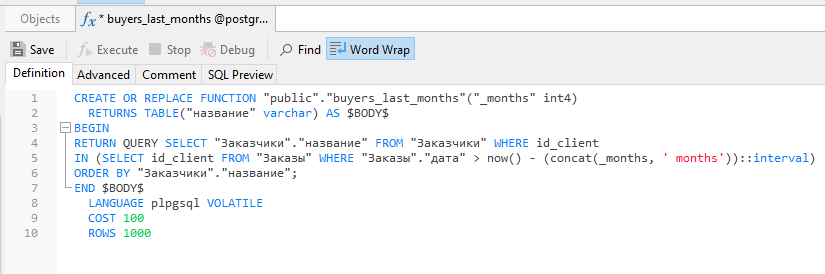 Objects
fx * buyers_last_months @postgr...
Save Execute Stop Debug Find Word Wrap
Definition Advanced Comment SQL Preview
1 CREATE OR REPLACE FUNCTION "public"."buyers_last_months"("_months" int4)
2 RETURNS TABLE("название" varchar) AS $BODY$
3 BEGIN
4 RETURN QUERY SELECT "Заказчики"."название" FROM "Заказчики" WHERE id_client
5 IN (SELECT id_client FROM "Заказы" WHERE "Заказы"."дата" > now() - (concat(_months, ' months'))::interval)
6 ORDER BY "Заказчики"."название";
7 END $BODY$
8 LANGUAGE plpgsql VOLATILE
9 COST 100
10 ROWS 1000